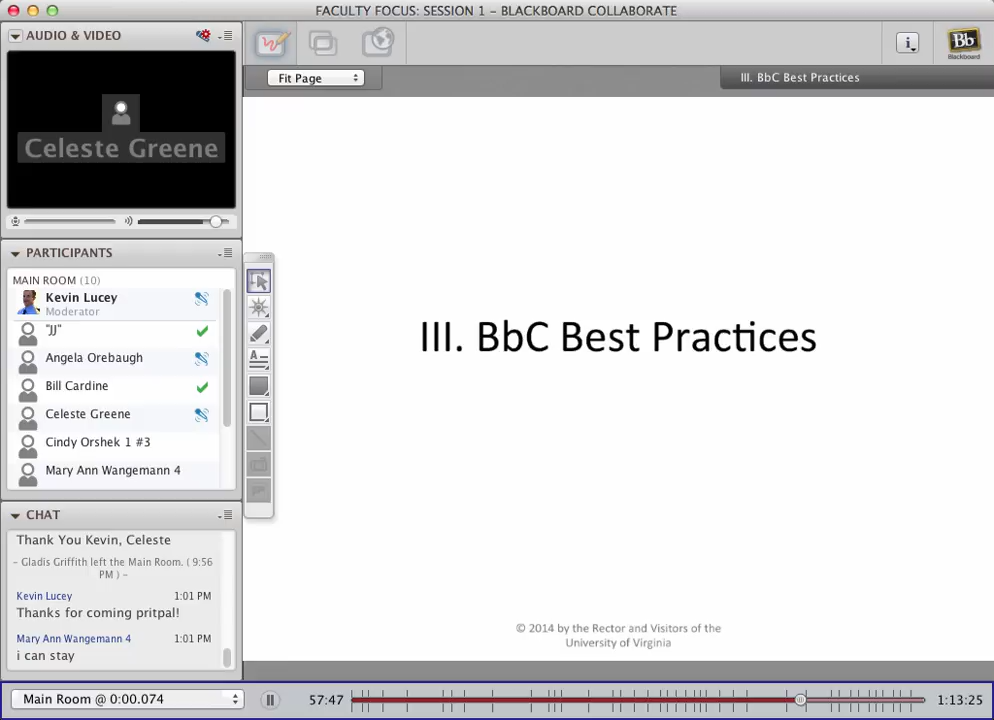 FACULTY FOCUS: SESSION 1 – BLACKBOARD COLLABORATE
AUDIO & VIDEO
Celeste Greene
PARTICIPANTS
MAIN ROOM (10)
Kevin Lucey
Moderator
"JJ"
Angela Orebaugh
Bill Cardine
Celeste Greene
Cindy Orshek 1 #3
Mary Ann Wangemann 4
CHAT
Thank You Kevin, Celeste
– Gladis Griffith left the Main Room. ( 9:56
PM ) –
Kevin Lucey 1:01 PM
Thanks for coming pritpal!
Mary Ann Wangemann 4 1:01 PM
i can stay
Fit Page
III. BbC Best Practices
i
Bb
Blackboard
III. BbC Best Practices
© 2014 by the Rector and Visitors of the
University of Virginia
Main Room @ 0:00.074
57:47
1:13:25